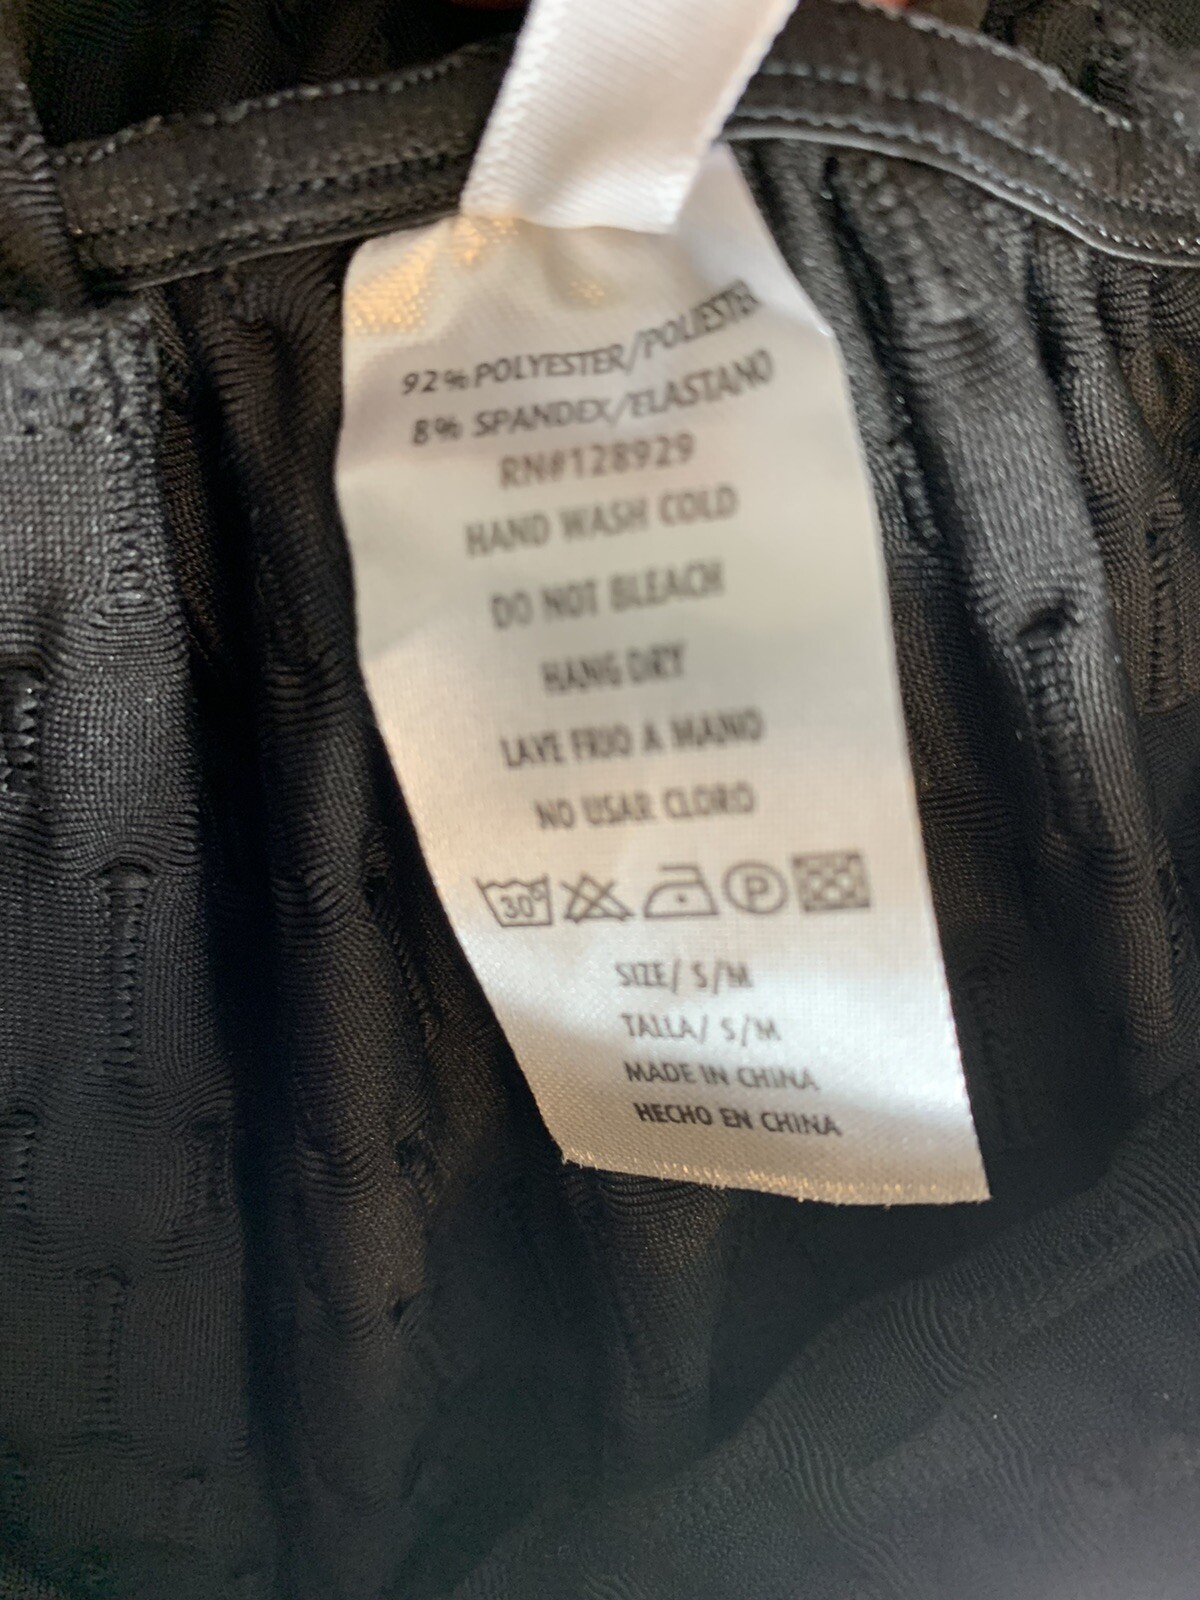 92% POLYESTER/POLIESTER
8% SPANDEX/ELASTANO
RN#128929
HAND WASH COLD
DO NOT BLEACH
HANG DRY
LAVE FRIO A MANO
NO USAR CLORO
30° P
SIZE/ S/M
TALLA/ S/M
MADE IN CHINA
HECHO EN CHINA